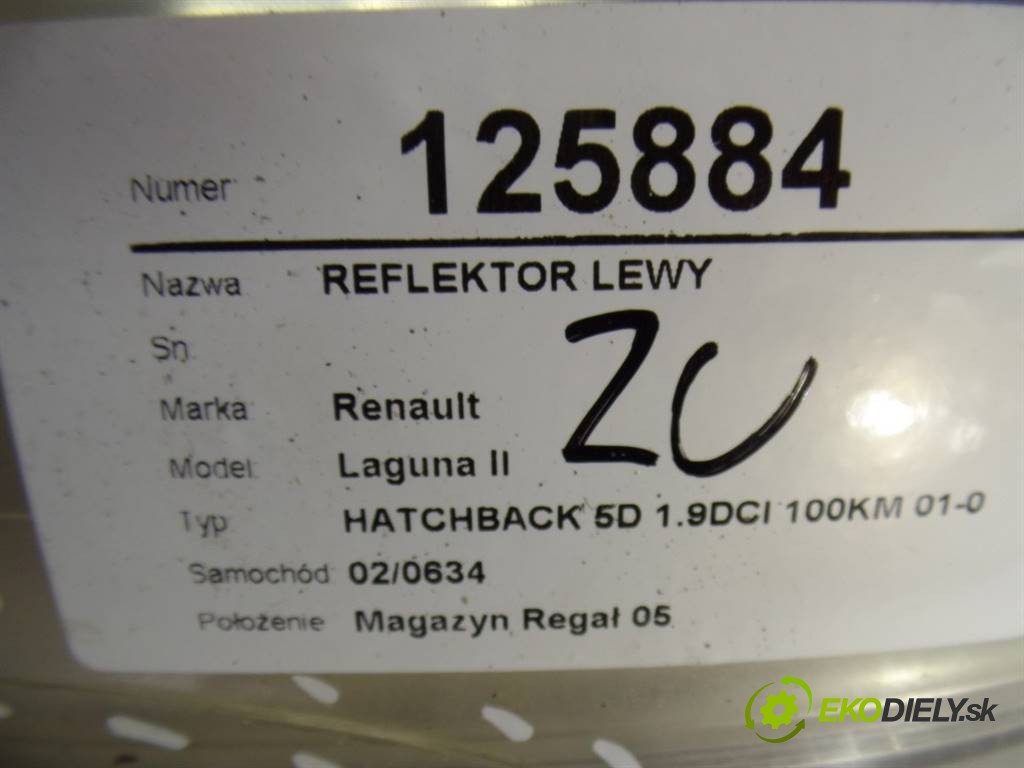 Numer 125884
Nazwa REFLEKTOR LEWY
Sn
Marka Renault
Model Laguna II
Typ HATCHBACK 5D 1.9DCI 100KM 01-0
Samochód 02/0634
Położenie Magazyn Regał 05
EKODIELY.sk